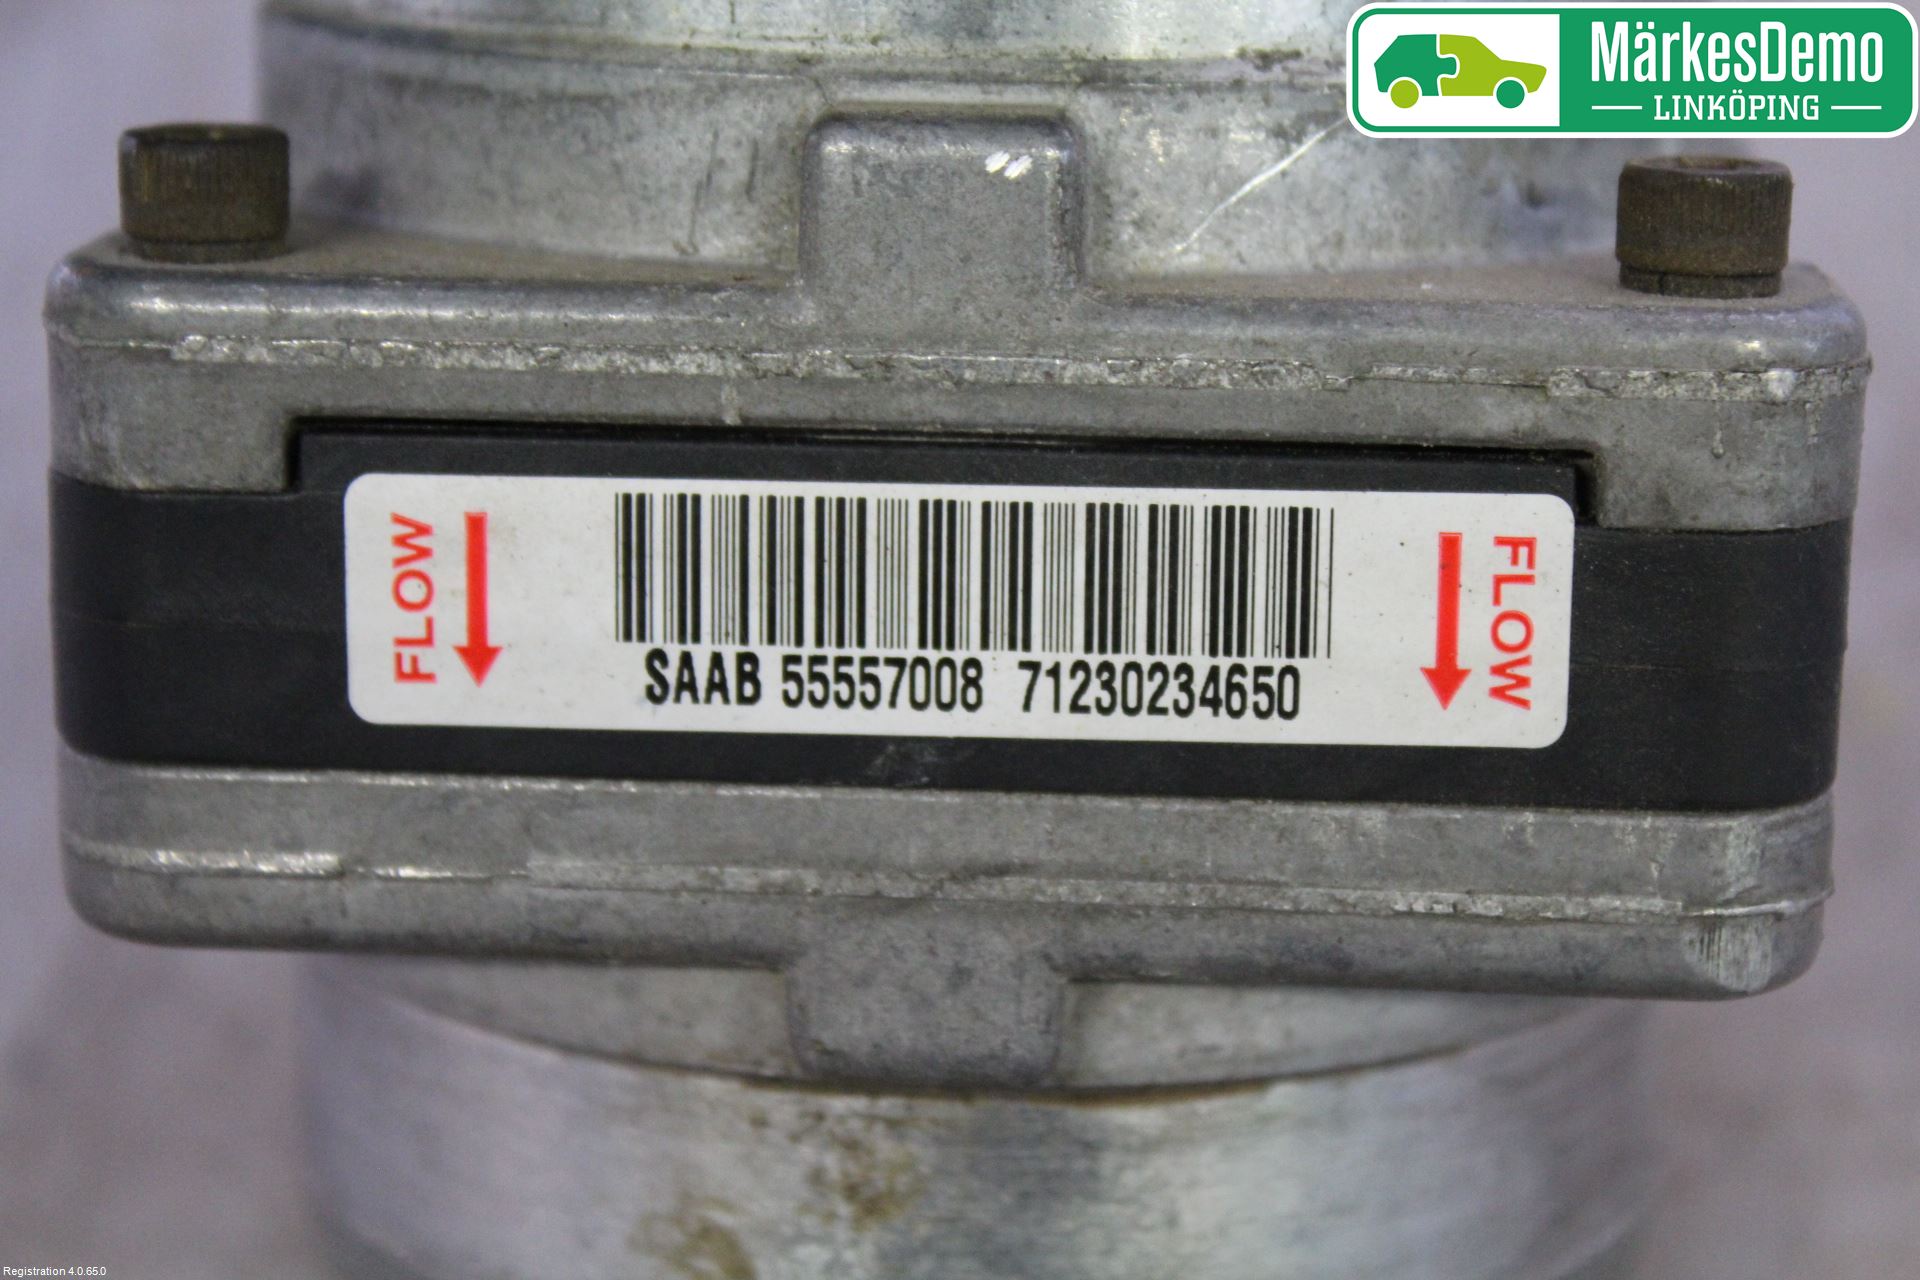 MärkesDemo
LINKÖPING
FLOW
FLOW
SAAB 55557008 71230234650
Registration 4.0.65.0